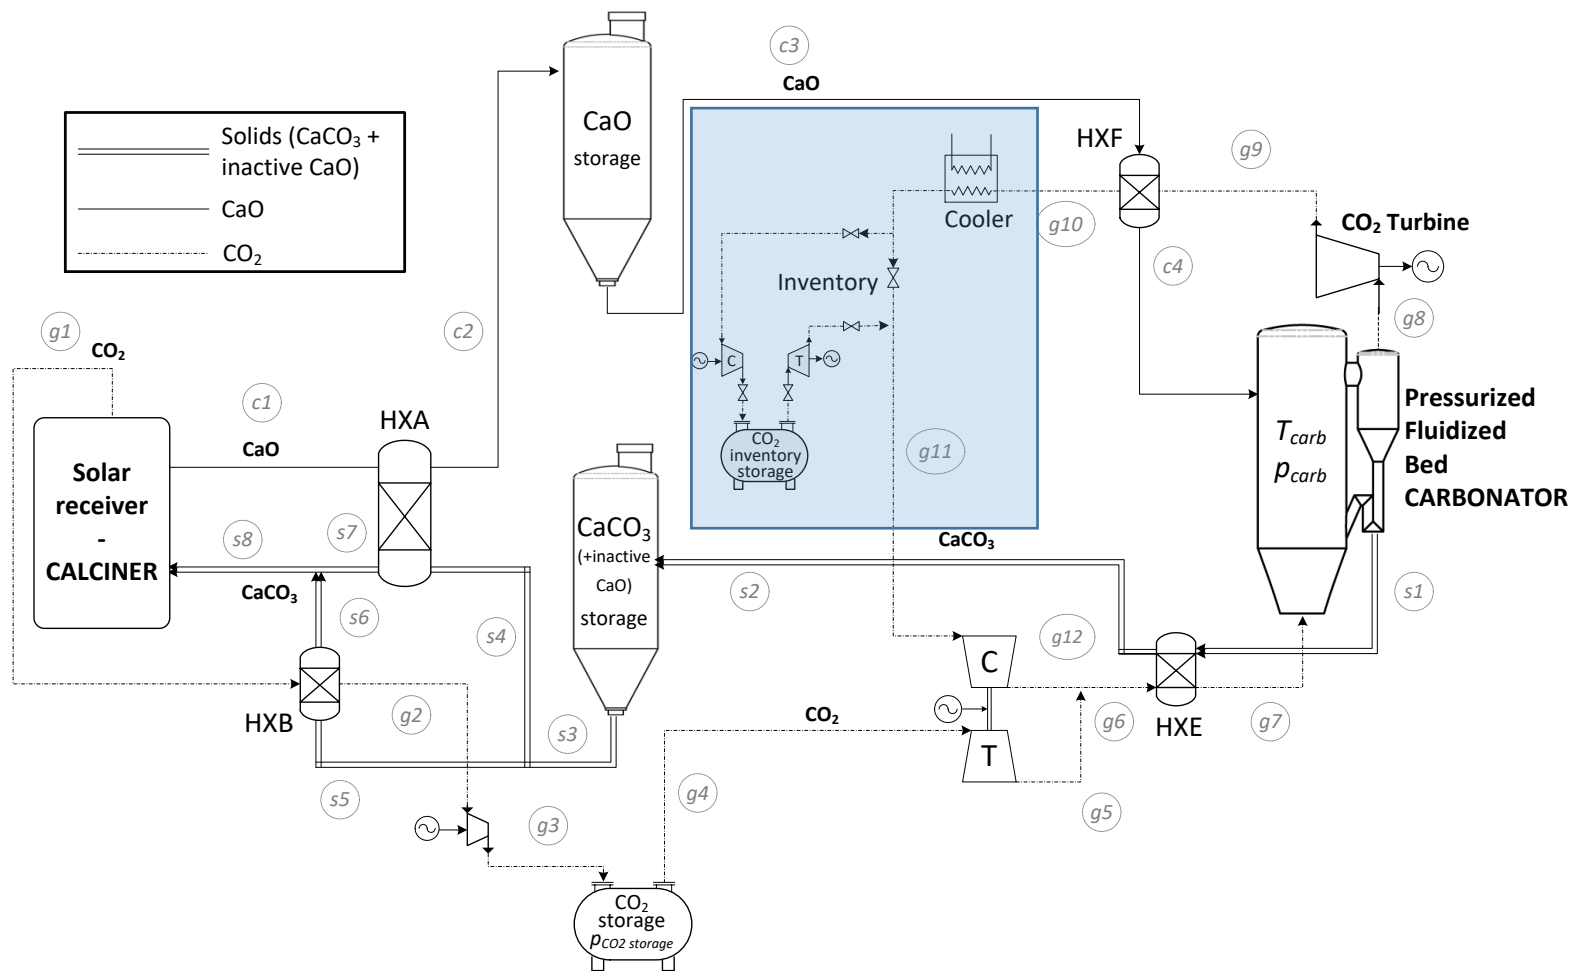 c3
CaO
Solids (CaCO₃ +
inactive CaO)
CaO
CO₂
CaO
storage
HXF
g9
Cooler
g10
CO₂ Turbine
c4
Inventory
g1
CO₂
c2
g8
C
T
c1
CaO
HXA
Pressurized
Fluidized
Bed
CARBONATOR
T carb
p carb
CO₂
inventory
storage
g11
Solar
receiver
-
CALCINER
s8
s7
CaCO₃
(+inactive
CaO)
storage
CaCO₃
CaCO₃
s2
s1
s6
s4
g12
C
HXB
g2
s3
CO₂
g6
HXE
g7
T
s5
g3
g4
g5
CO₂
storage
p CO2 storage